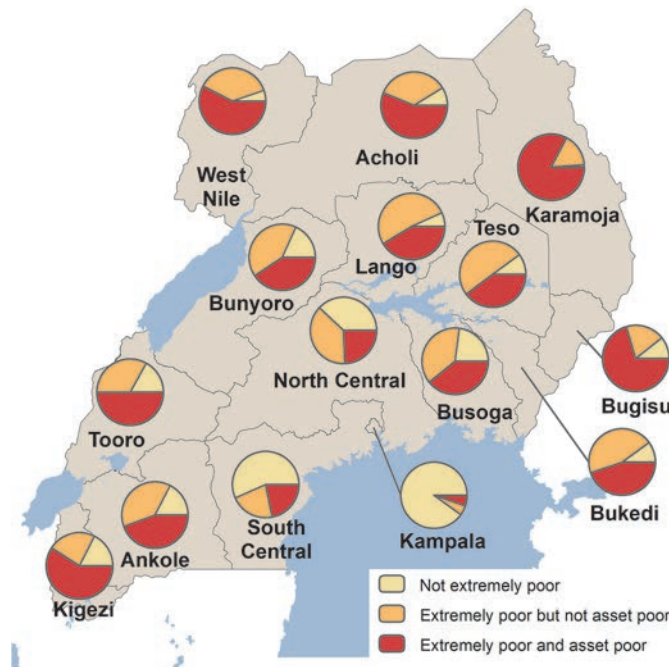 West
Nile
Acholi
Karamoja
Lango
Teso
Bunyoro
North Central
Busoga
Bugisu
Tooro
Bukedi
South
Central
Kampala
Ankole
Kigezi
Not extremely poor
Extremely poor but not asset poor
Extremely poor and asset poor